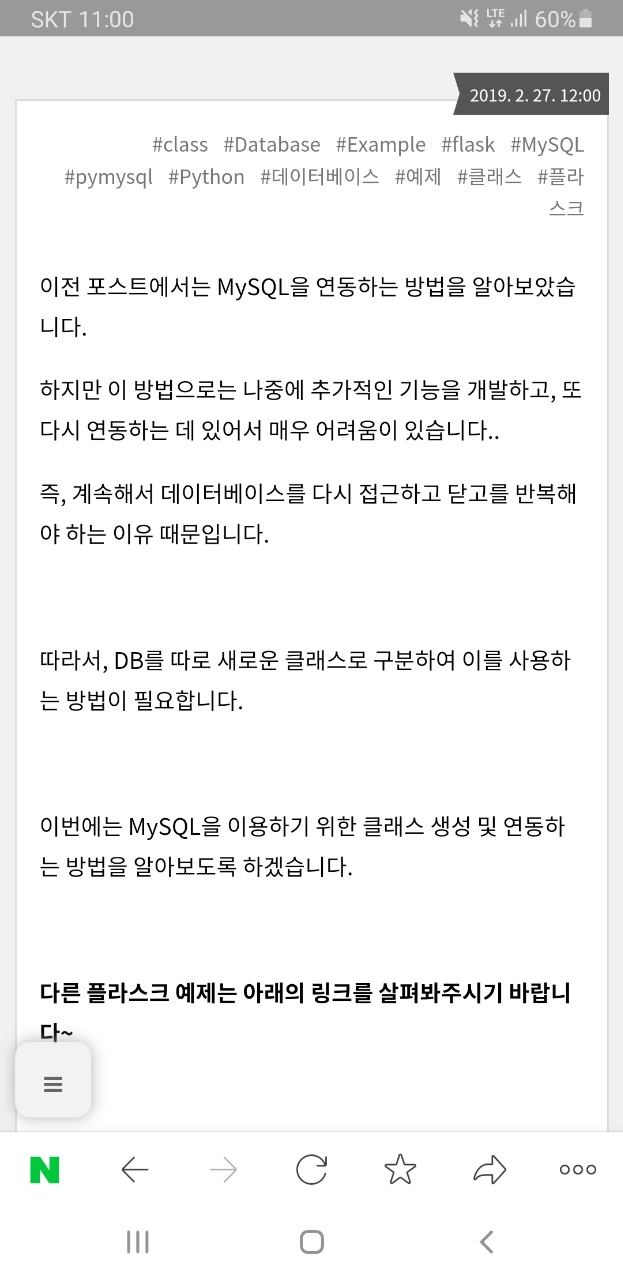 SKT 11:00
LTE 60%
2019. 2. 27. 12:00
#class #Database #Example #flask #MySQL
#pymysql #Python #데이터베이스 #예제 #클래스 #플라
스크
이전 포스트에서는 MySQL을 연동하는 방법을 알아보았습
니다.
하지만 이 방법으로는 나중에 추가적인 기능을 개발하고, 또
다시 연동하는 데 있어서 매우 어려움이 있습니다..
즉, 계속해서 데이터베이스를 다시 접근하고 닫고를 반복해
야 하는 이유 때문입니다.
따라서, DB를 따로 새로운 클래스로 구분하여 이를 사용하
는 방법이 필요합니다.
이번에는 MySQL을 이용하기 위한 클래스 생성 및 연동하
는 방법을 알아보도록 하겠습니다.
다른 플라스크 예제는 아래의 링크를 살펴봐주시기 바랍니
다~
N